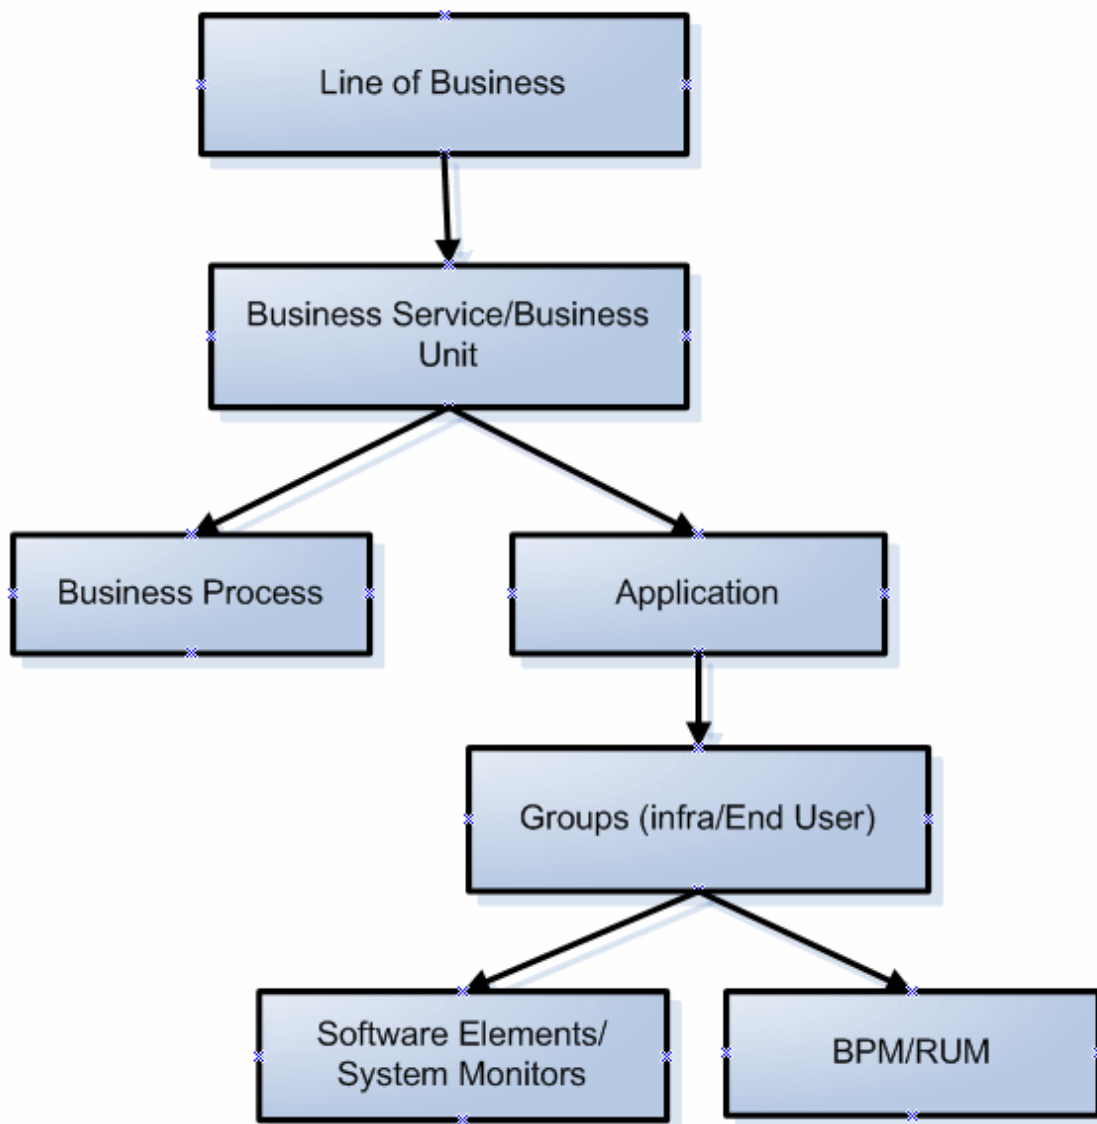 Line of Business
Business Service/Business
Unit
Business Process
Application
Groups (infra/End User)
Software Elements/
System Monitors
BPM/RUM